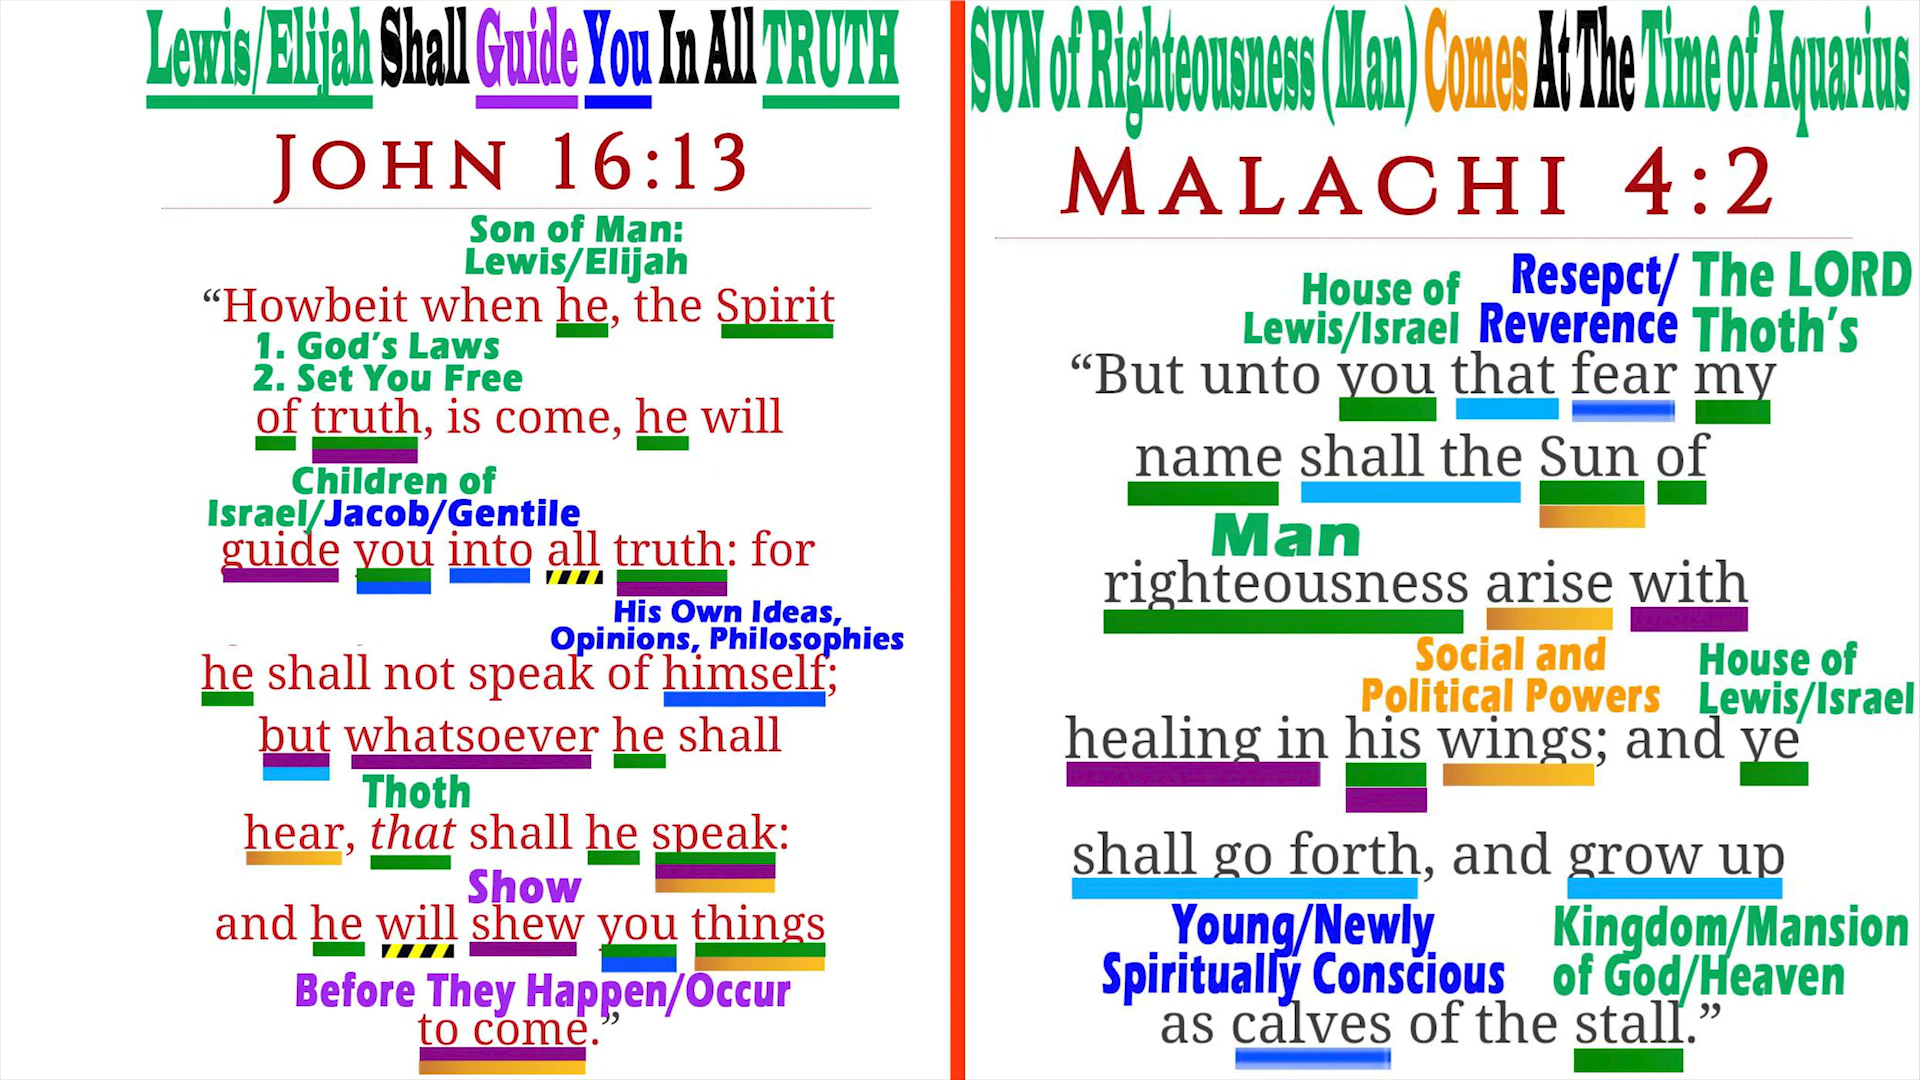 Lewis/Elijah Shall Guide You In All TRUTH
JOHN 16:13
Son of Man:
Lewis/Elijah
“Howbeit when he, the Spirit
1. God’s Laws
2. Set You Free
of truth, is come, he will
Children of
Israel/Jacob/Gentile
guide you into all truth: for
His Own Ideas,
Opinions, Philosophies
he shall not speak of himself;
but whatsoever he shall
Thoth
hear, that shall he speak:
Show
and he will shew you things
Before They Happen/Occur
to come.”
SUN of Righteousness (Man) Comes At The Time of Aquarius
MALACHI 4:2
House of
Lewis/Israel
Resepct/
Reverence
The LORD
Thoth’s
“But unto you that fear my
name shall the Sun of
Man
righteousness arise with
Social and
Political Powers
House of
Lewis/Israel
healing in his wings; and ye
shall go forth, and grow up
Young/Newly
Spiritually Conscious
Kingdom/Mansion
of God/Heaven
as calves of the stall.”